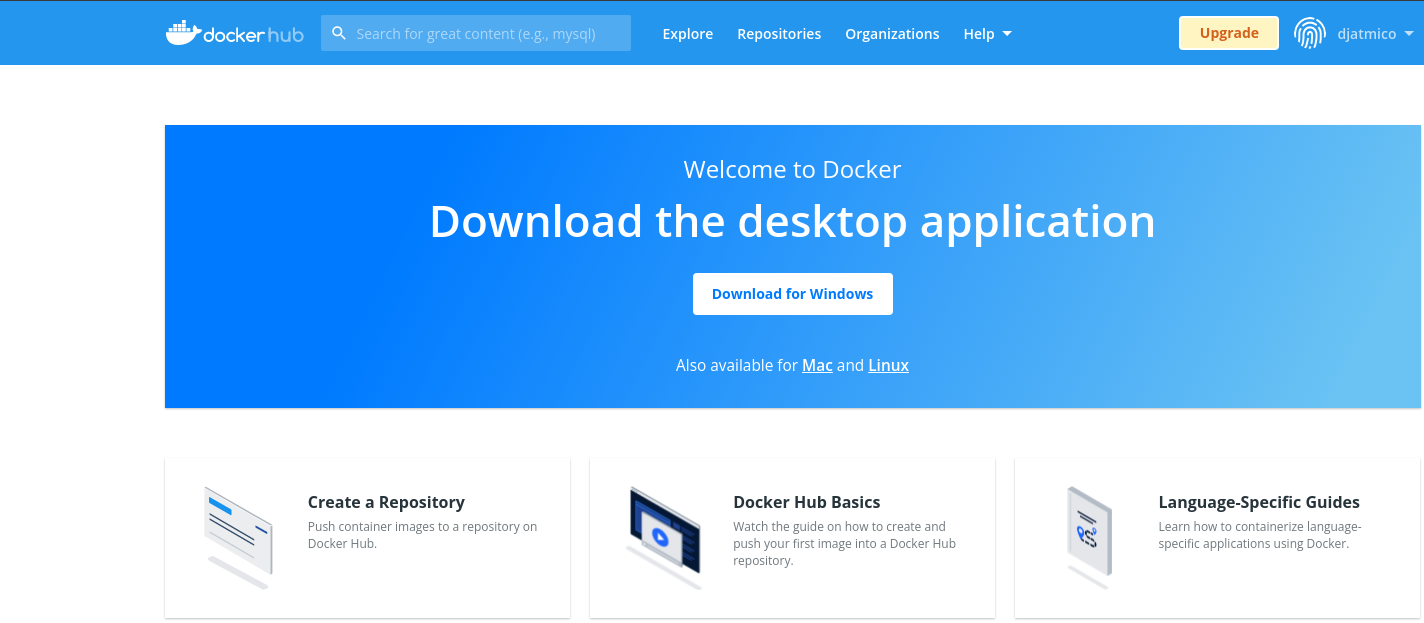 docker hub
Search for great content (e.g., mysql)
Explore
Repositories
Organizations
Help
Upgrade
djatmico
Welcome to Docker
Download the desktop application
Download for Windows
Also available for Mac and Linux
Create a Repository
Push container images to a repository on
Docker Hub.
Docker Hub Basics
Watch the guide on how to create and
push your first image into a Docker Hub
repository.
Language-Specific Guides
Learn how to containerize language-
specific applications using Docker.